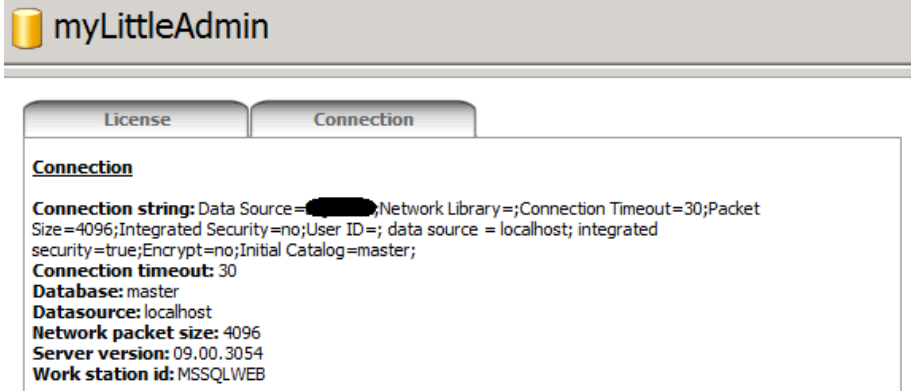 myLittleAdmin
License Connection
Connection
Connection string: Data Source=;Network Library=;Connection Timeout=30;Packet
Size=4096;Integrated Security=no;User ID=; data source = localhost; integrated
security=true;Encrypt=no;Initial Catalog=master;
Connection timeout: 30
Database: master
Datasource: localhost
Network packet size: 4096
Server version: 09.00.3054
Work station id: MSSQLWEB